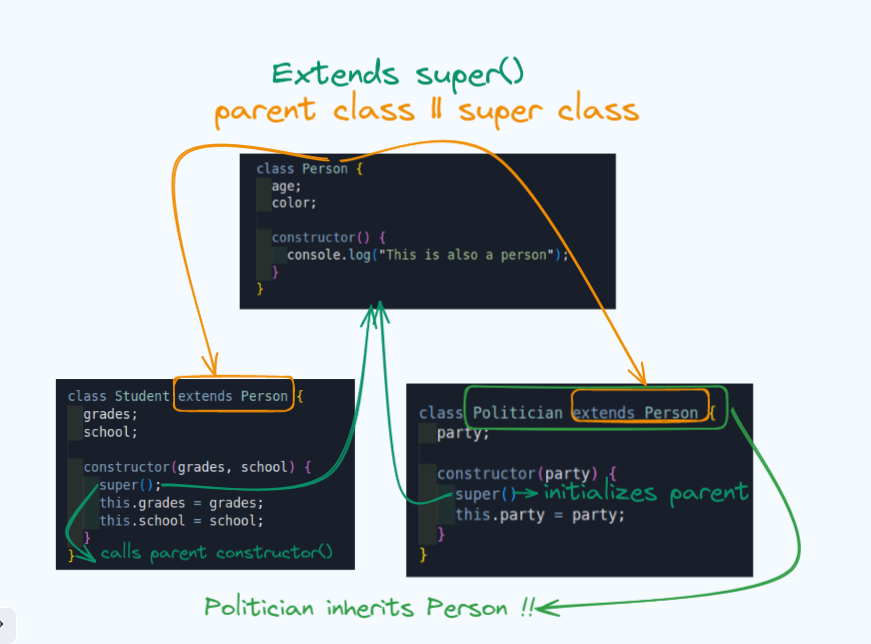 Extends super()
parent class || super class
class Person {
age;
color;
constructor() {
console.log("This is also a person");
}
}
class Student extends Person {
grades;
school;
constructor(grades, school) {
super();
this.grades = grades;
this.school = school;
}
}
calls parent constructor()
class Politician extends Person {
party;
constructor(party) {
super() initializes parent
this.party = party;
}
}
Politician inherits Person !!